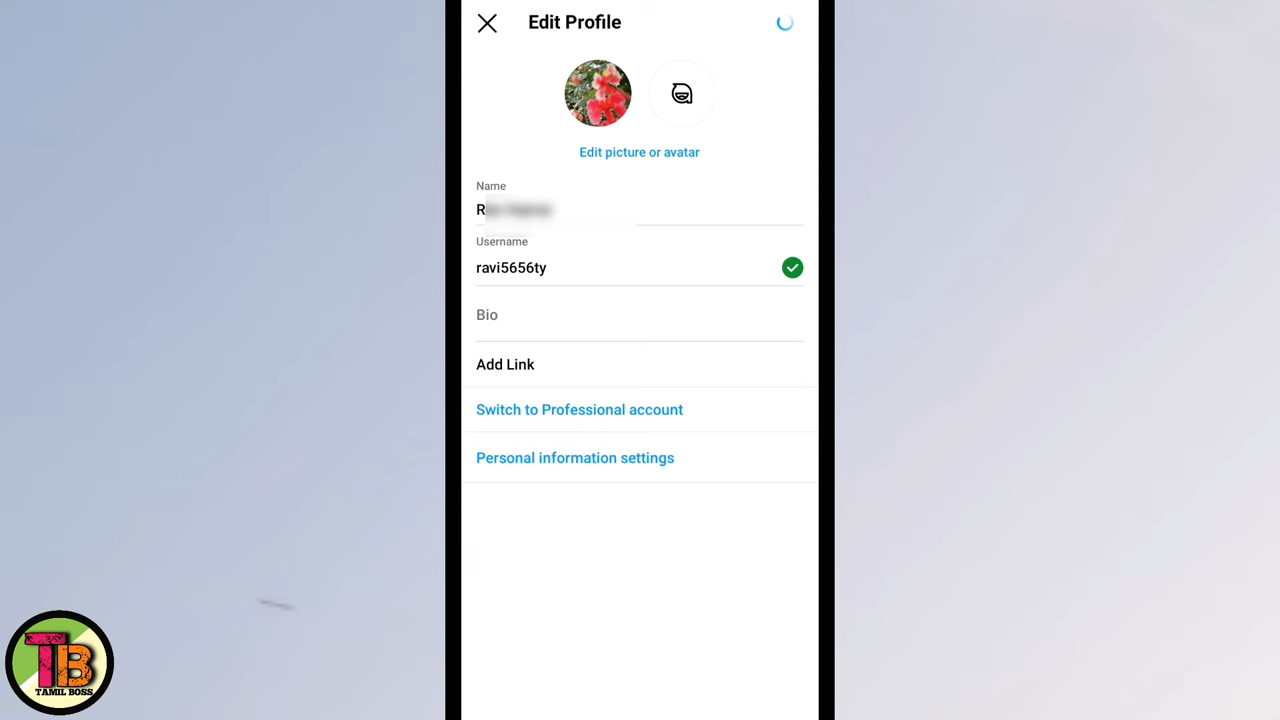 Edit Profile
Edit picture or avatar
Name
R
Username
ravi5656ty
Bio
Add Link
Switch to Professional account
Personal information settings
TB
TAMIL BOSS